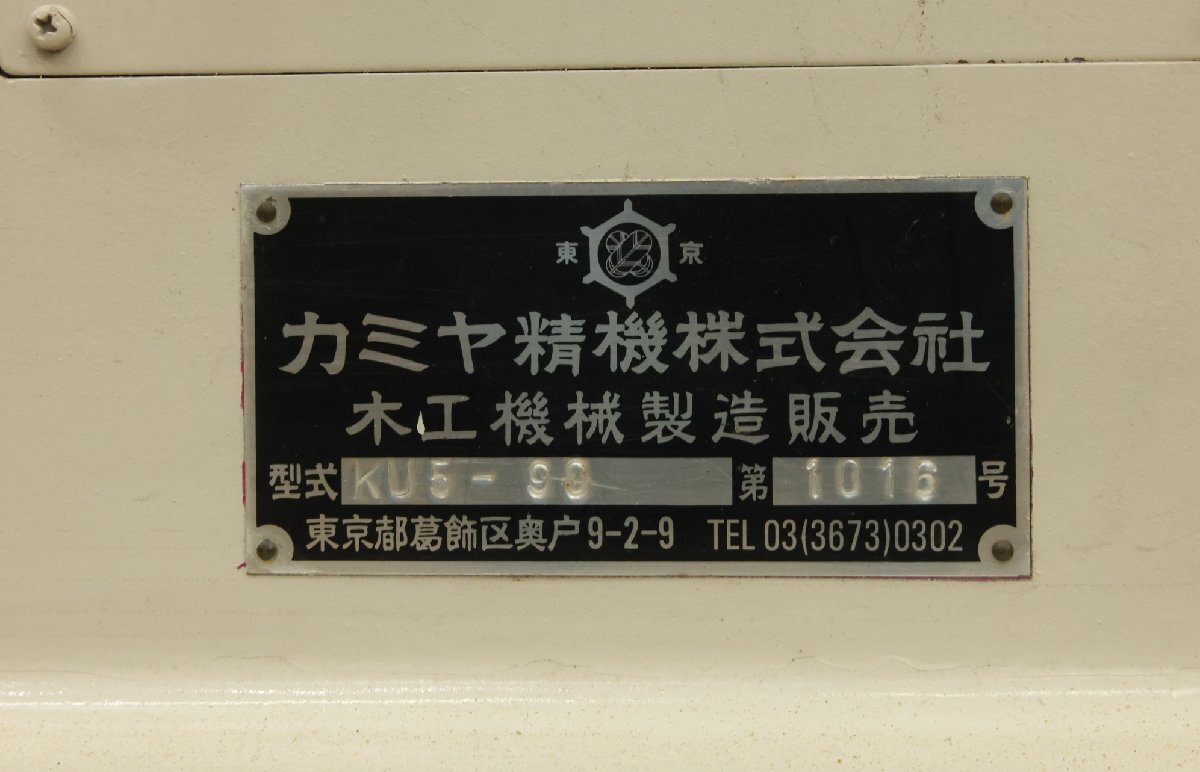 東京
カミヤ精機株式会社
木工機械製造販売
型式 KU5-90 第 1016 号
東京都葛飾区奥戸9-2-9 TEL 03(3673)0302